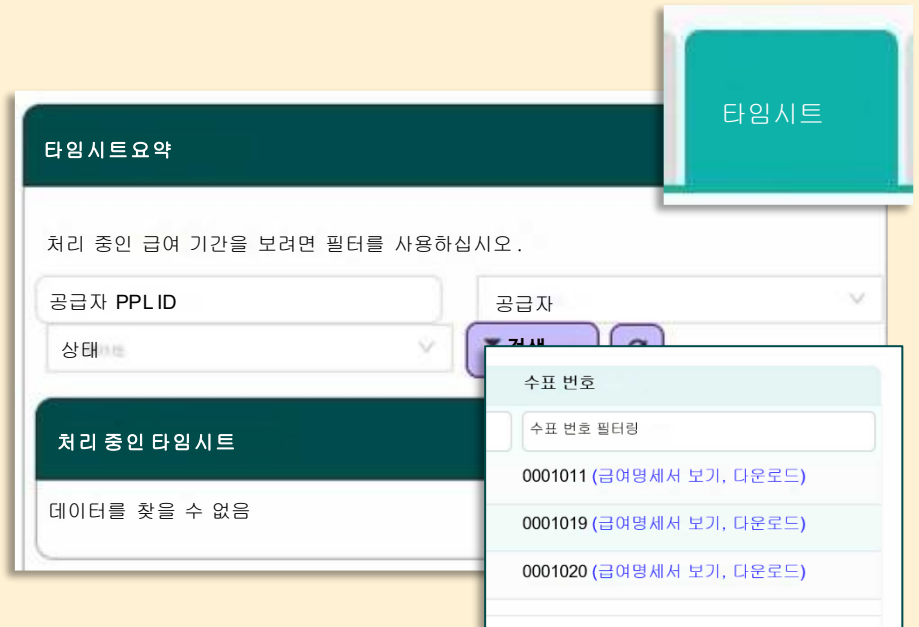 타임시트
타임시트요약
처리 중인 급여 기간을 보려면 필터를 사용하십시오.
공급자 PPL ID
공급자
상태
검색
수표 번호
수표 번호 필터링
처리 중인 타임시트
0001011 (급여명세서 보기, 다운로드)
데이터를 찾을 수 없음
0001019 (급여명세서 보기, 다운로드)
0001020 (급여명세서 보기, 다운로드)